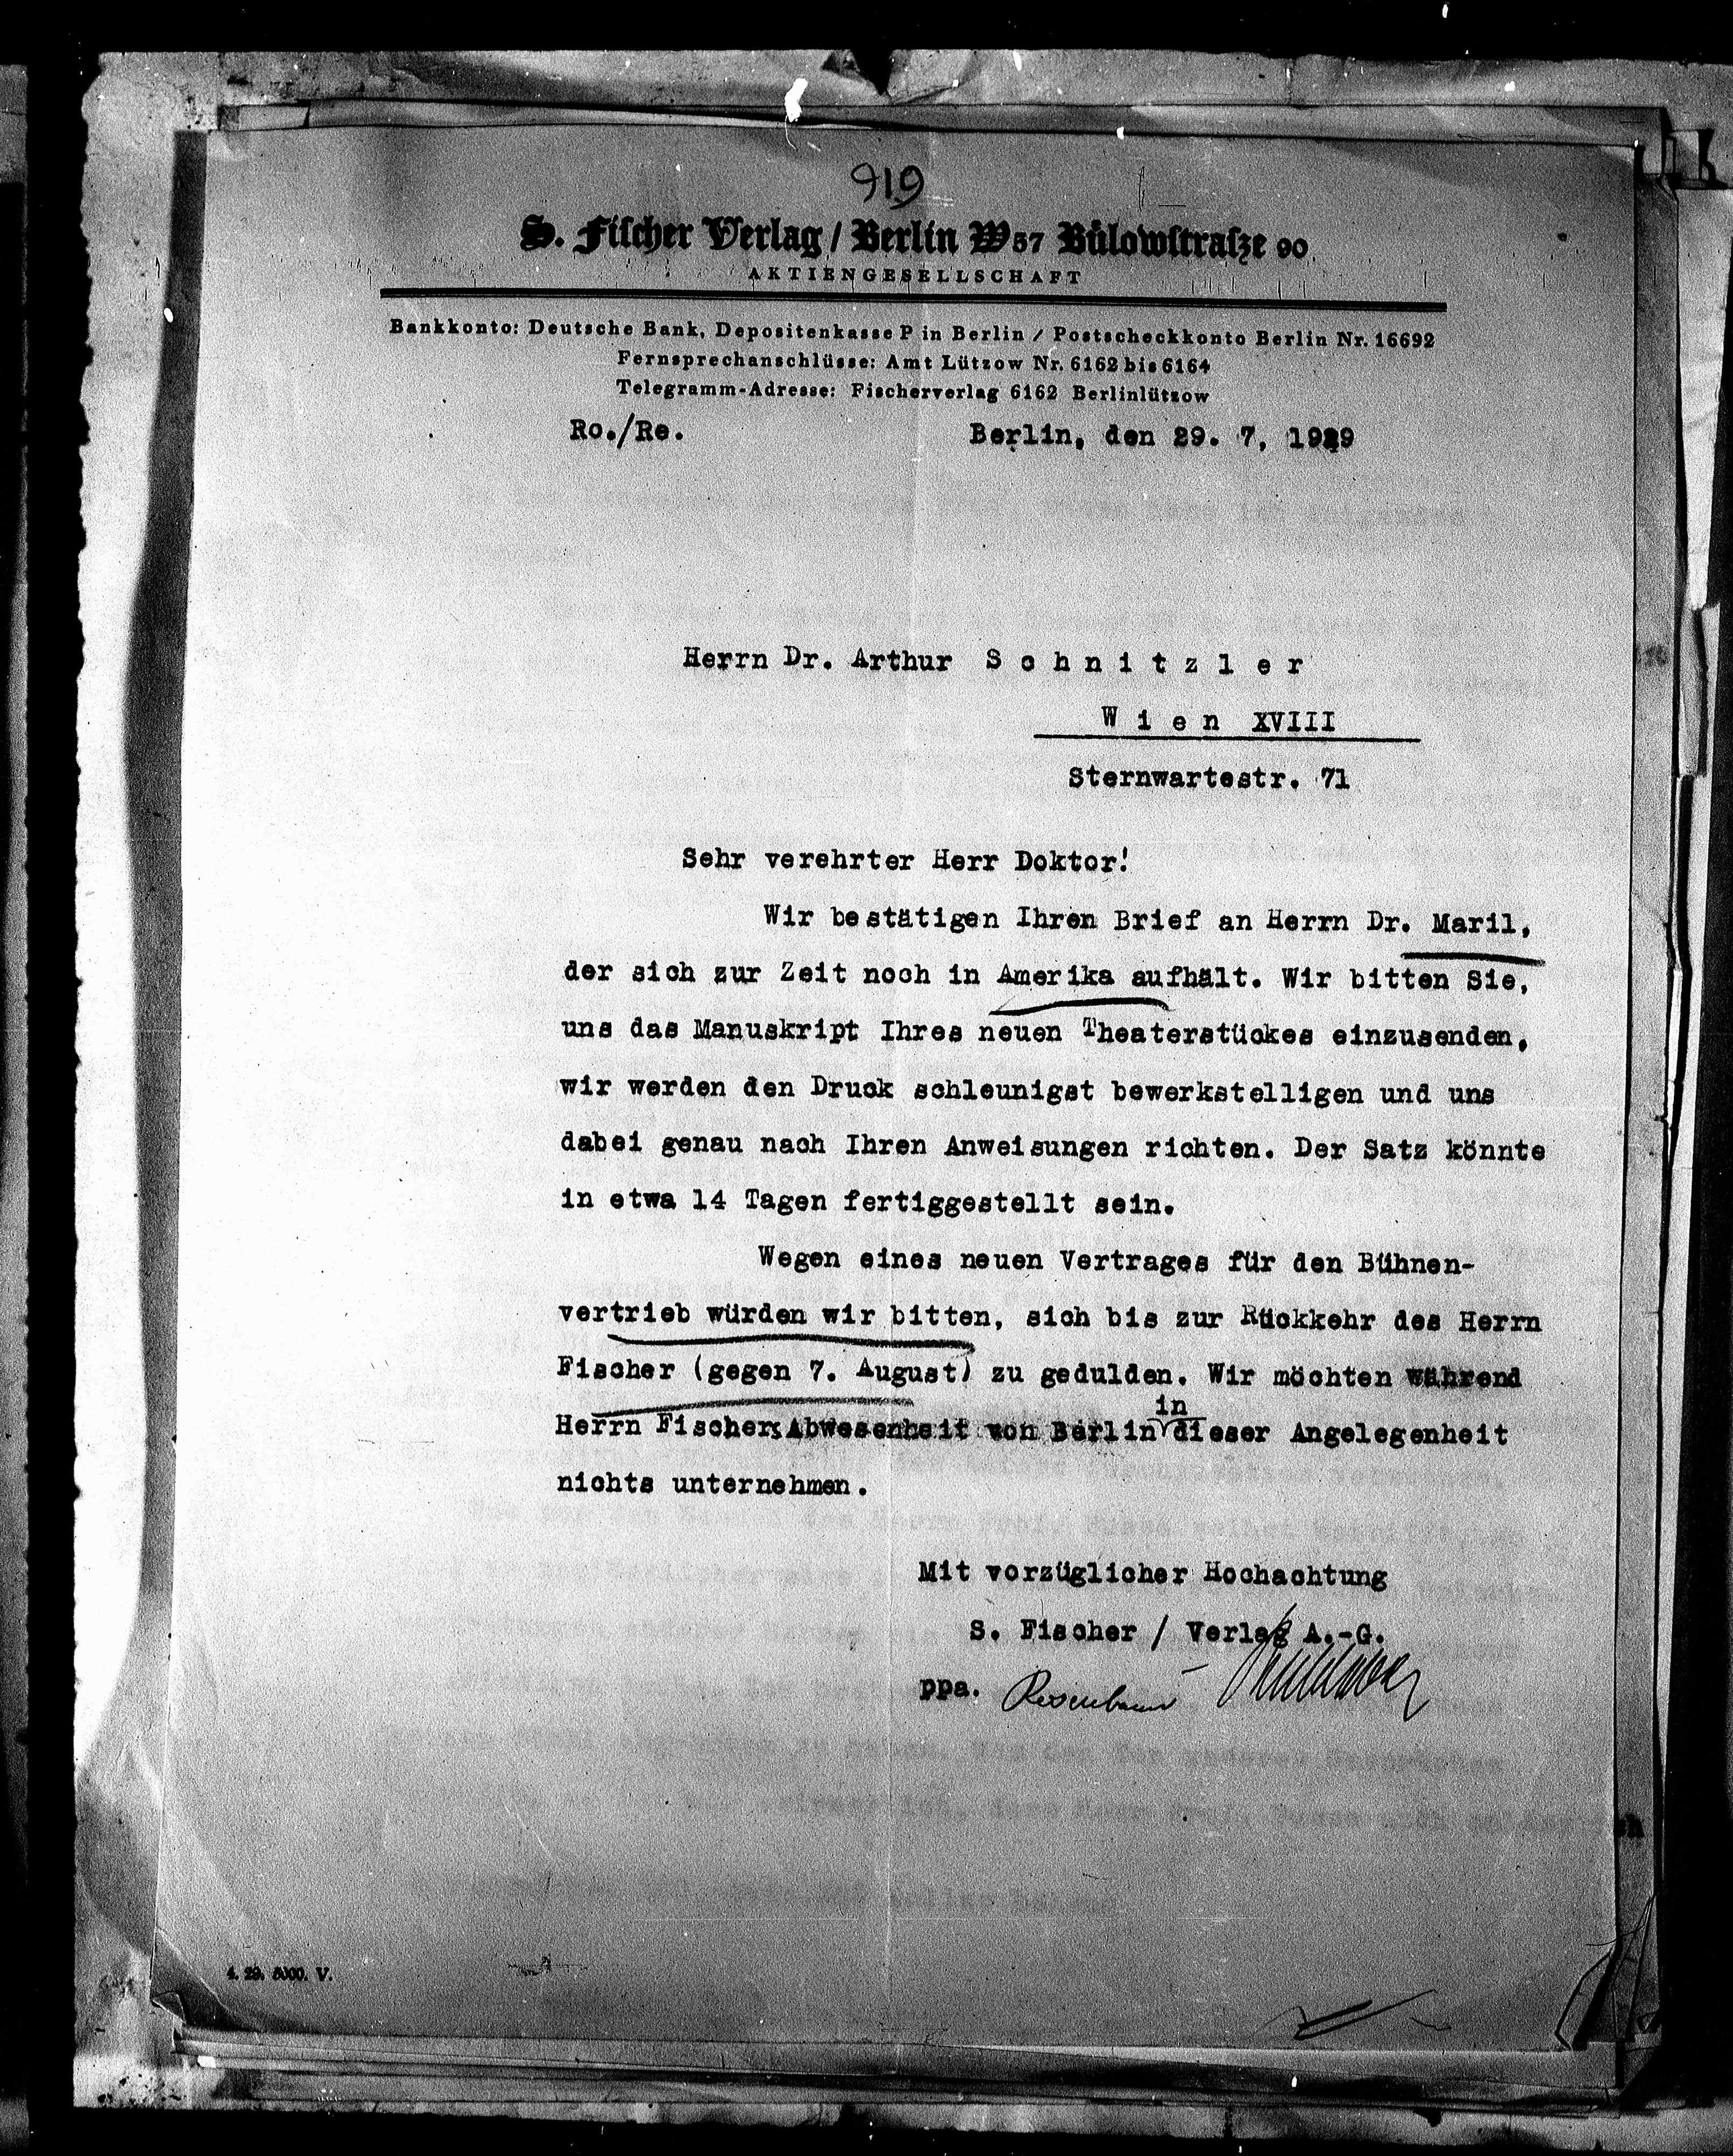 919
S. Fischer Verlag / Berlin W 57 Bülowstrasze 90
AKTIENGESELLSCHAFT
Bankkonto: Deutsche Bank, Depositenkasse P in Berlin / Postscheckkonto Berlin Nr. 16692
Fernsprechanschlüsse: Amt Lützow Nr. 6162 bis 6164
Telegramm-Adresse: Fischerverlag 6162 Berlinlützow
Ro./Re. Berlin, den 29. 7, 1929
Herrn Dr. Arthur S c h n i t z l e r
W i e n XVIII
Sternwartestr. 71
Sehr verehrter Herr Doktor!
Wir bestätigen Ihren Brief an Herrn Dr. Maril,
der sich zur Zeit noch in Amerika aufhält. Wir bitten Sie,
uns das Manuskript Ihres neuen Theaterstückes einzusenden,
wir werden den Druck schleunigst bewerkstelligen und uns
dabei genau nach Ihren Anweisungen richten. Der Satz könnte
in etwa 14 Tagen fertiggestellt sein.
Wegen eines neuen Vertrages für den Bühnen-
vertrieb würden wir bitten, sich bis zur Rückkehr des Herrn
Fischer (gegen 7. August) zu gedulden. Wir möchten während
Herrn Fischers Abwesenheit von Berlin in dieser Angelegenheit
nichts unternehmen.
Mit vorzüglicher Hochachtung
S. Fischer / Verlag A.-G.
ppa. Rosenbaum
4. 29. 5000. V.